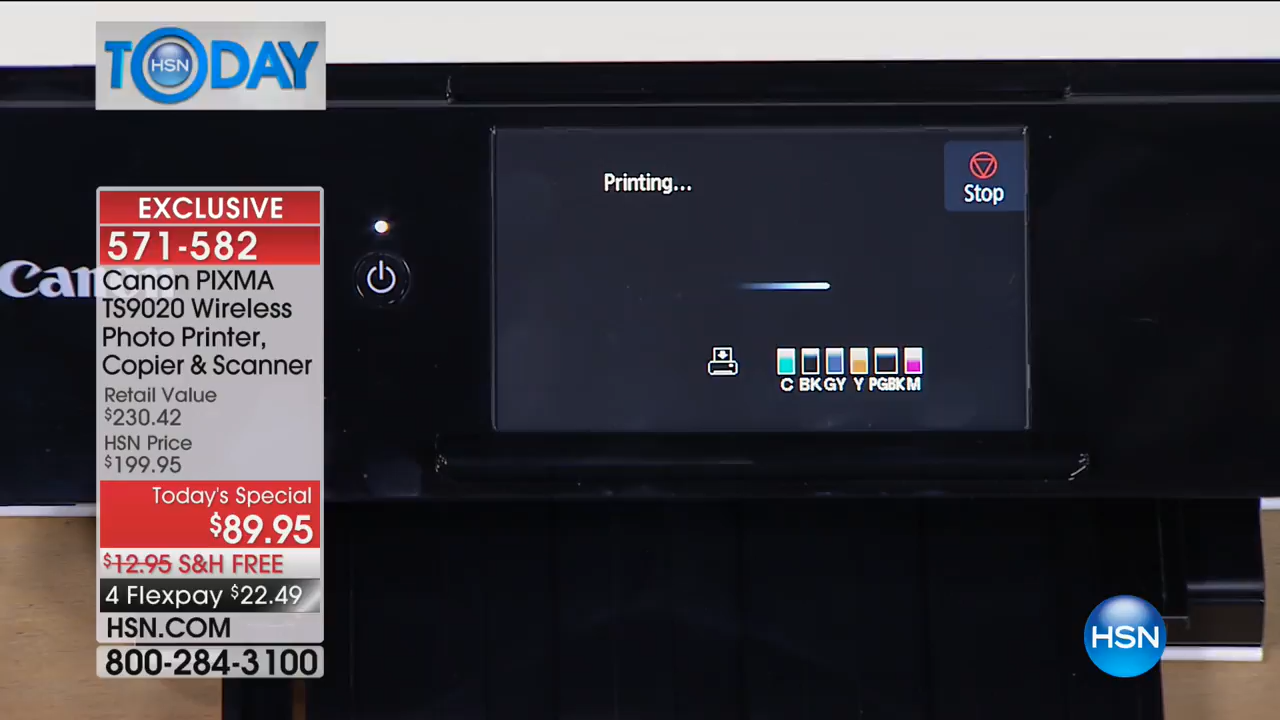 TODAY
HSN
EXCLUSIVE
571-582
Canon
Canon PIXMA
TS9020 Wireless
Photo Printer,
Copier & Scanner
Retail Value
$230.42
HSN Price
$199.95
Today's Special
$89.95
$12.95 S&H FREE
4 Flexpay $22.49
HSN.COM
800-284-3100
Printing...
Stop
C BK GY Y PGBK M
HSN